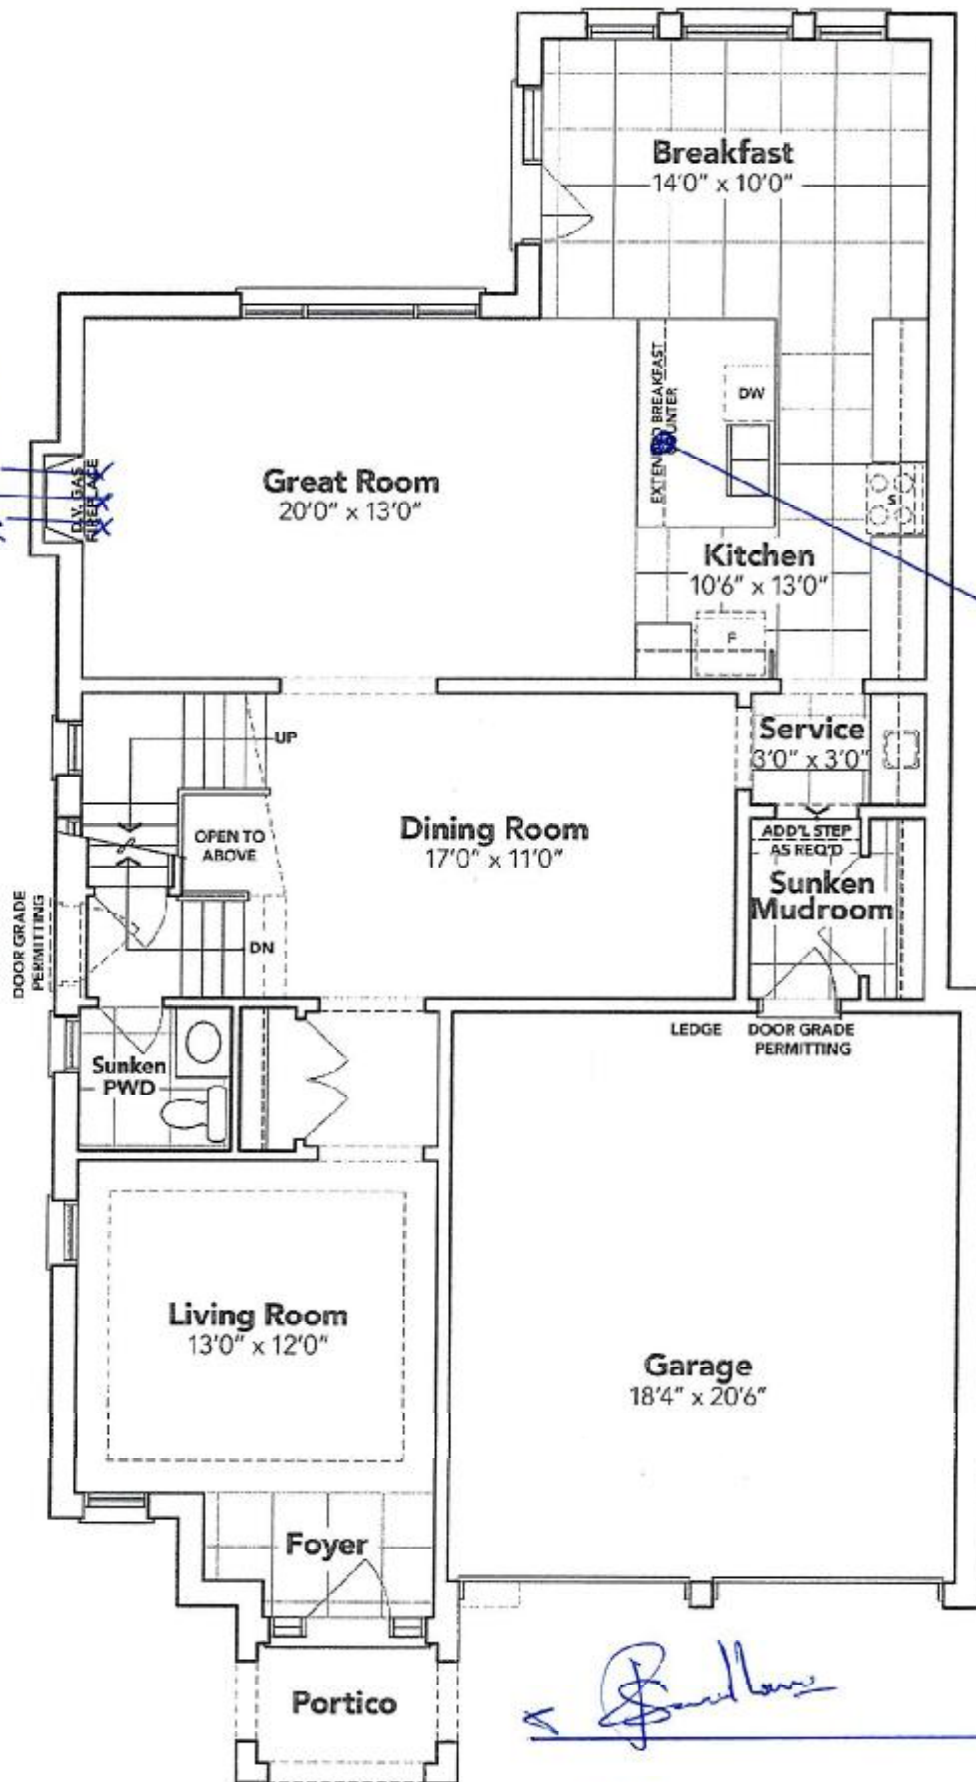 Breakfast
14'0" x 10'0"
EXTENDED BREAKFAST
COUNTER
DW
D.V. GAS
FIREPLACE
Great Room
20'0" x 13'0"
S
Kitchen
10'6" x 13'0"
F
UP
Service
3'0" x 3'0"
OPEN TO
ABOVE
Dining Room
17'0" x 11'0"
ADD'L STEP
AS REQ'D
Sunken
Mudroom
DOOR GRADE
PERMITTING
DN
LEDGE
DOOR GRADE
PERMITTING
Sunken
PWD
Living Room
13'0" x 12'0"
Garage
18'4" x 20'6"
Foyer
Portico